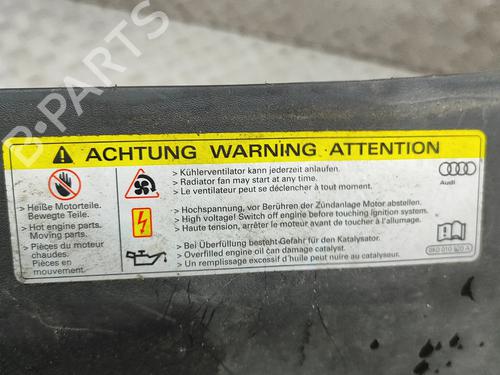 B-PARTS
ACHTUNG WARNING ATTENTION
> Heiße Motorteile.
Bewegte Teile.
> Hot engine parts.
Moving parts.
> Pièces du moteur
chaudes.
Pièces en
mouvement.
> Kühlerventilator kann jederzeit anlaufen.
> Radiator fan may start at any time.
> Le ventilateur peut se déclencher à tout moment.
> Hochspannung, vor Berühren der Zündanlage Motor abstellen.
> High voltage! Switch off engine before touching ignition system.
> Haute tension, arrêter le moteur avant de toucher à l'allumage.
> Bei Überfüllung besteht Gefahr für den Katalysator.
> Overfilled engine oil can damage catalyst.
> Un remplissage excessif d'huile peut nuire au catalyseur.
Audi
8K0 010 520 A